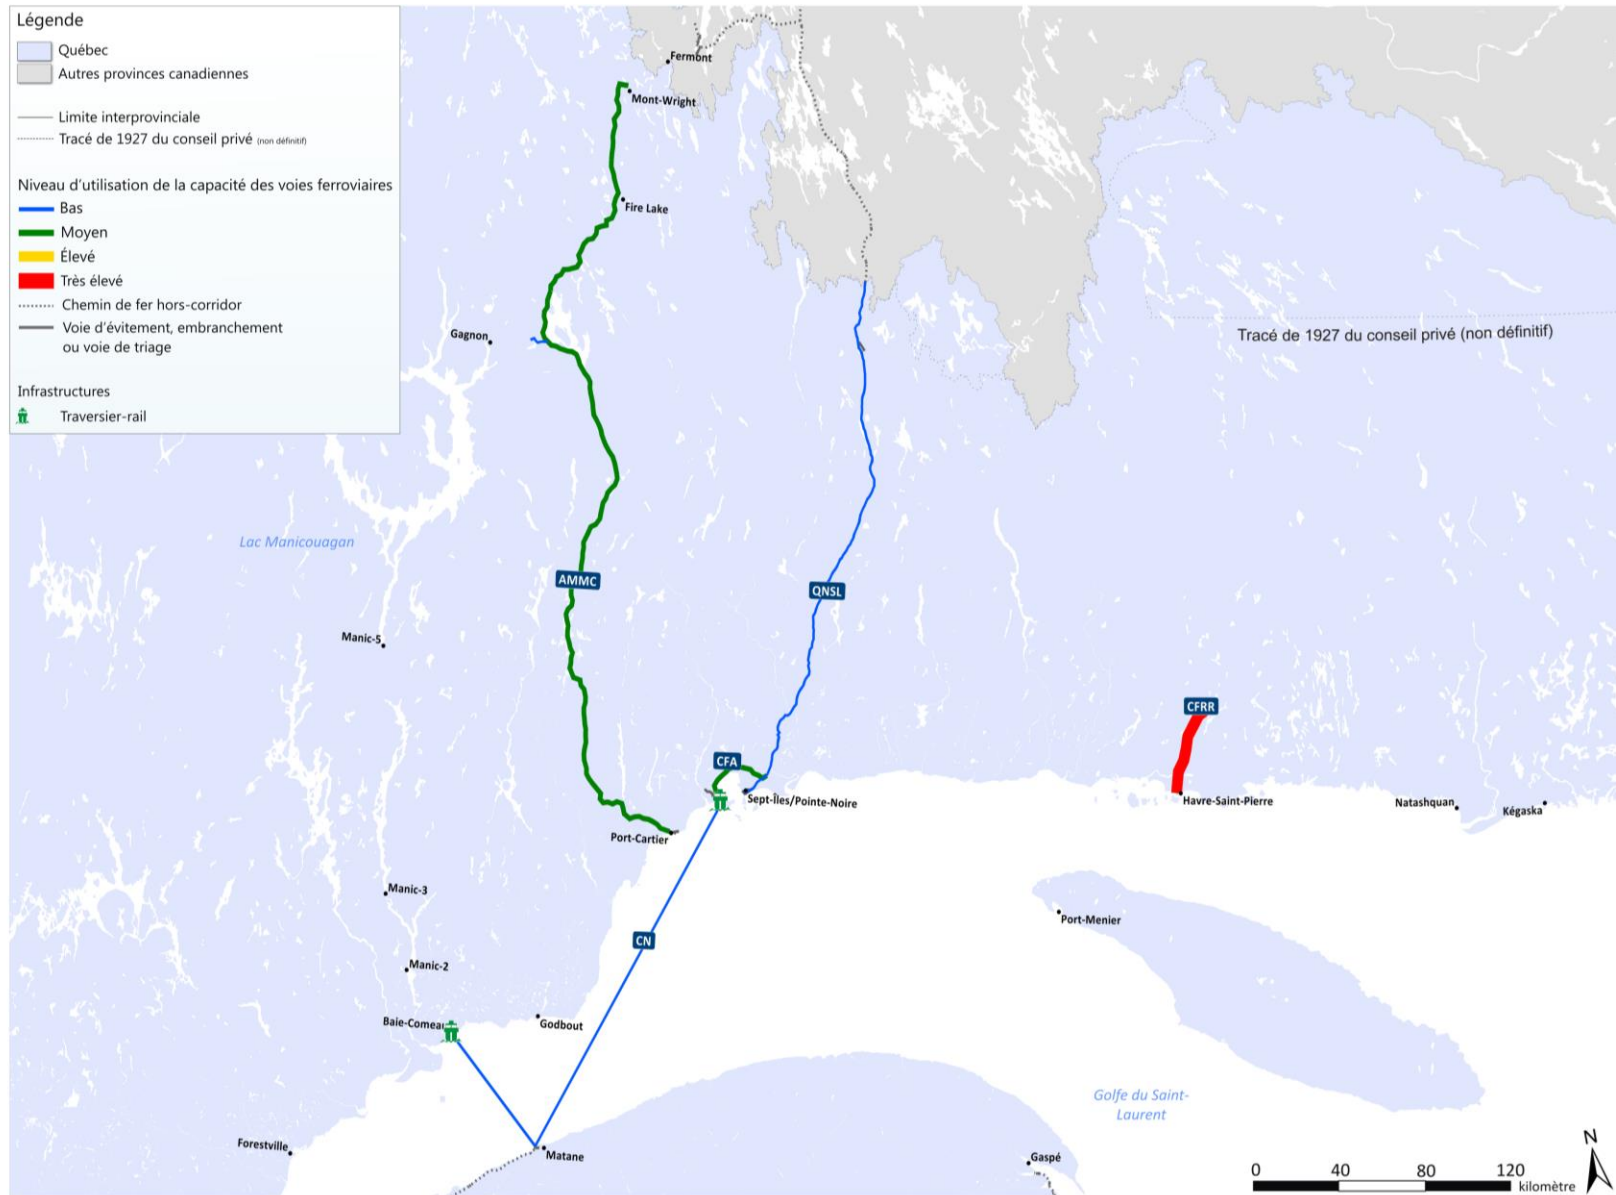 Légende
Québec
Autres provinces canadiennes
Limite interprovinciale
Tracé de 1927 du conseil privé (non définitif)
Niveau d'utilisation de la capacité des voies ferroviaires
Bas
Moyen
Élevé
Très élevé
Chemin de fer hors-corridor
Voie d'évitement, embranchement
ou voie de triage
Infrastructures
Traversier-rail
Fermont
Mont-Wright
Fire Lake
Gagnon
Tracé de 1927 du conseil privé (non définitif)
Lac Manicouagan
AMMC
QNSL
Manic-5
CFRR
CFA
Sept-Îles/Pointe-Noire
Havre-Saint-Pierre
Natashquan
Kégaska
Port-Cartier
Manic-3
Port-Menier
CN
Manic-2
Baie-Comeau
Godbout
Golfe du Saint-
Laurent
Forestville
Matane
Gaspé
N
0 40 80 120
kilomètre